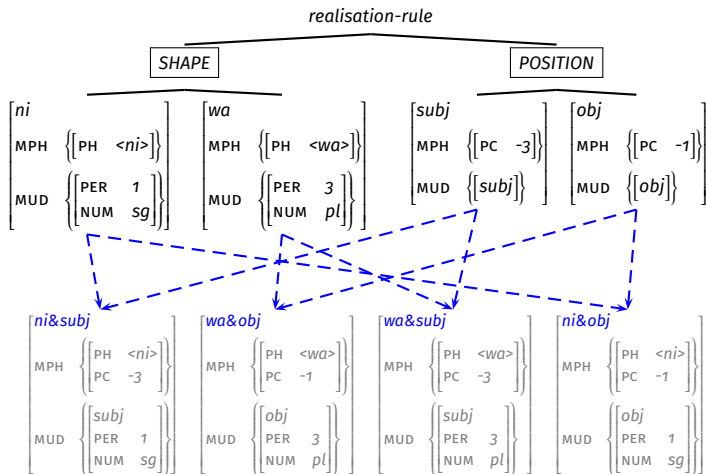 realisation-rule
SHAPE POSITION
ni wa subj obj
MPH {[PH <ni>]} MPH {[PH <wa>]} MPH {[PC -3]} MPH {[PC -1]}
MUD {[PER 1 NUM sg]} MUD {[PER 3 NUM pl]} MUD {[subj]} MUD {[obj]}
ni&subj wa&obj wa&subj ni&obj
MPH {[PH <ni> PC -3]} MPH {[PH <wa> PC -1]} MPH {[PH <wa> PC -3]} MPH {[PH <ni> PC -1]}
MUD {[subj PER 1 NUM sg]} MUD {[obj PER 3 NUM pl]} MUD {[subj PER 3 NUM pl]} MUD {[obj PER 1 NUM sg]}